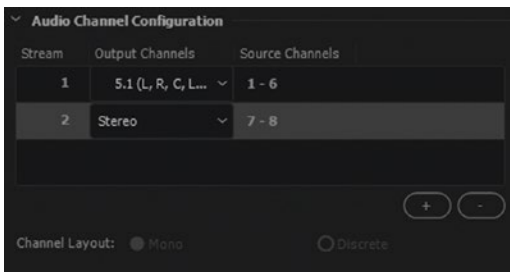 Audio Channel Configuration
Stream Output Channels Source Channels
1 5.1 (L, R, C, L... 1 - 6
2 Stereo 7 - 8
+ -
Channel Layout: Mono Discrete